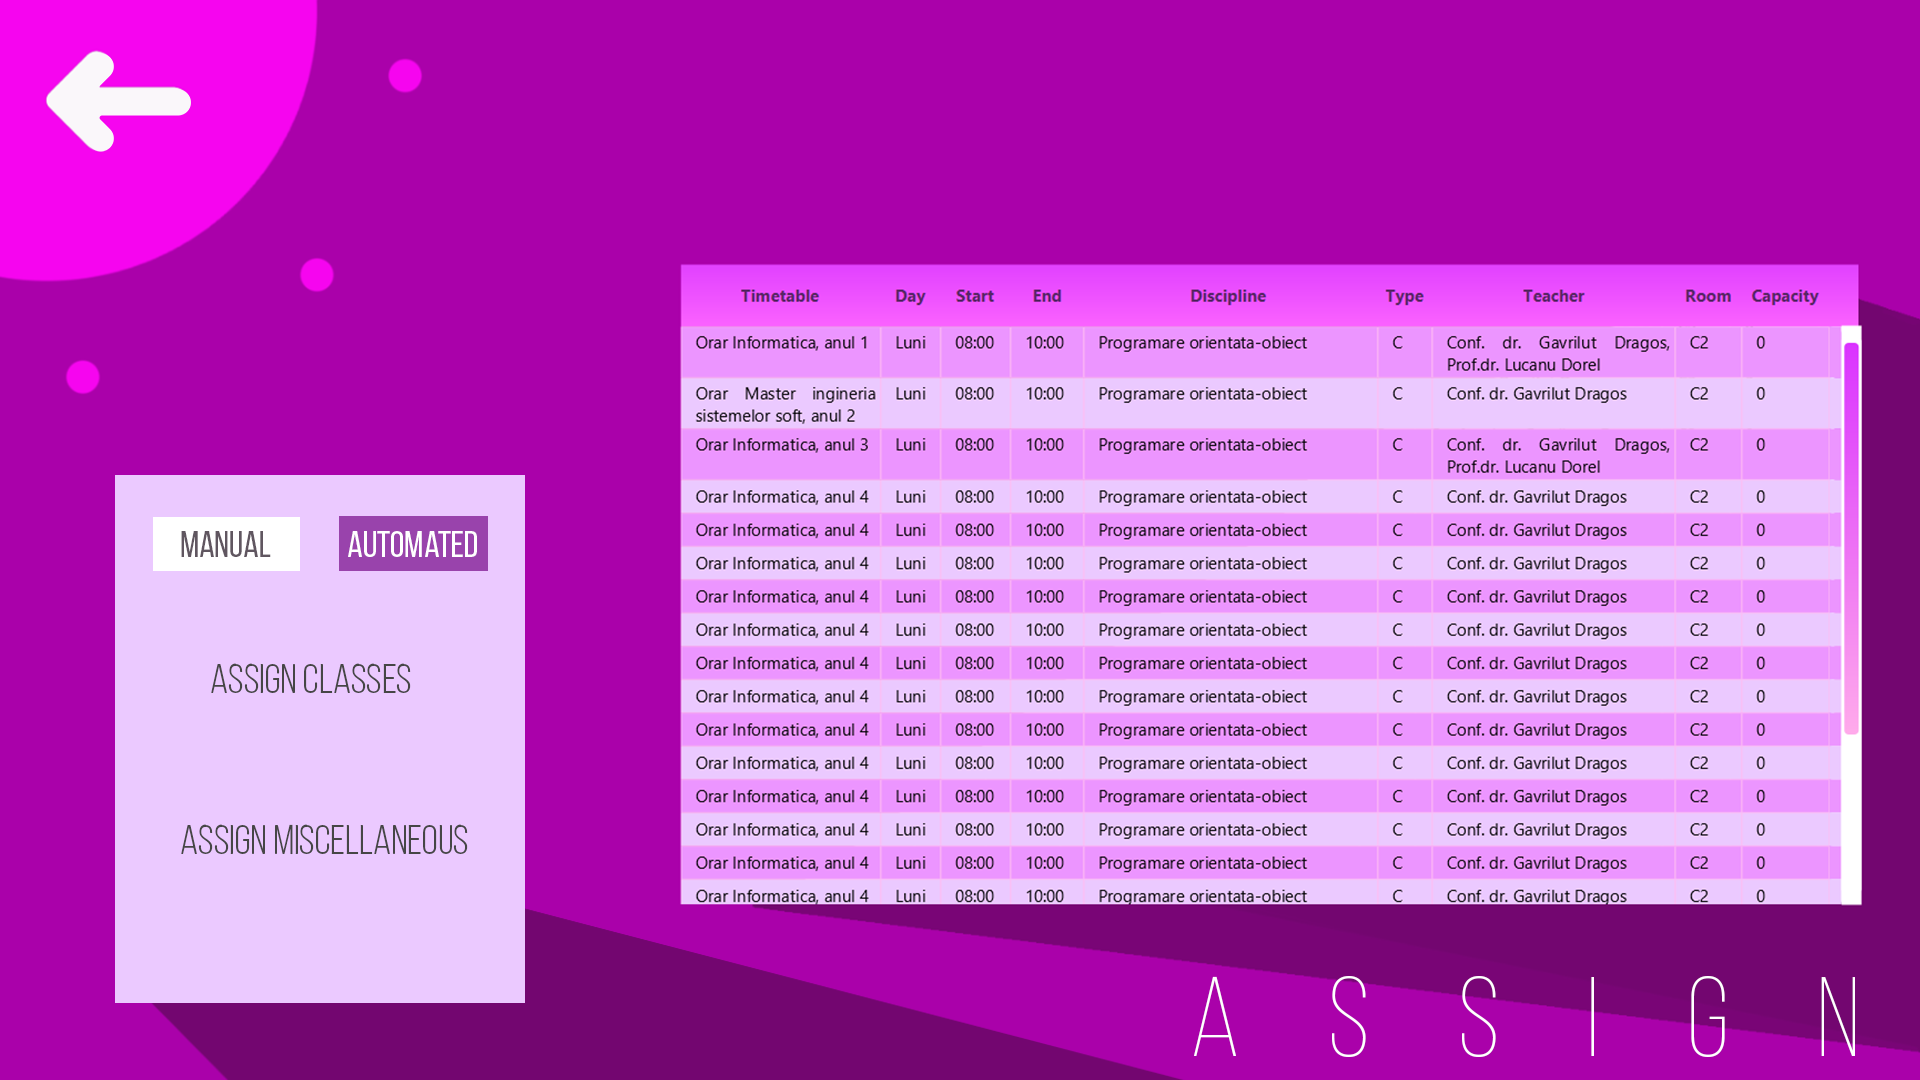 Timetable Day Start End Discipline Type Teacher Room Capacity
Orar Informatica, anul 1 Luni 08:00 10:00 Programare orientata-obiect C Conf. dr. Gavrilut Dragos, C2 0
Prof.dr. Lucanu Dorel
Orar Master ingineria Luni 08:00 10:00 Programare orientata-obiect C Conf. dr. Gavrilut Dragos C2 0
sistemelor soft, anul 2
Orar Informatica, anul 3 Luni 08:00 10:00 Programare orientata-obiect C Conf. dr. Gavrilut Dragos, C2 0
Prof.dr. Lucanu Dorel
Orar Informatica, anul 4 Luni 08:00 10:00 Programare orientata-obiect C Conf. dr. Gavrilut Dragos C2 0
Orar Informatica, anul 4 Luni 08:00 10:00 Programare orientata-obiect C Conf. dr. Gavrilut Dragos C2 0
Orar Informatica, anul 4 Luni 08:00 10:00 Programare orientata-obiect C Conf. dr. Gavrilut Dragos C2 0
Orar Informatica, anul 4 Luni 08:00 10:00 Programare orientata-obiect C Conf. dr. Gavrilut Dragos C2 0
Orar Informatica, anul 4 Luni 08:00 10:00 Programare orientata-obiect C Conf. dr. Gavrilut Dragos C2 0
Orar Informatica, anul 4 Luni 08:00 10:00 Programare orientata-obiect C Conf. dr. Gavrilut Dragos C2 0
Orar Informatica, anul 4 Luni 08:00 10:00 Programare orientata-obiect C Conf. dr. Gavrilut Dragos C2 0
Orar Informatica, anul 4 Luni 08:00 10:00 Programare orientata-obiect C Conf. dr. Gavrilut Dragos C2 0
Orar Informatica, anul 4 Luni 08:00 10:00 Programare orientata-obiect C Conf. dr. Gavrilut Dragos C2 0
Orar Informatica, anul 4 Luni 08:00 10:00 Programare orientata-obiect C Conf. dr. Gavrilut Dragos C2 0
Orar Informatica, anul 4 Luni 08:00 10:00 Programare orientata-obiect C Conf. dr. Gavrilut Dragos C2 0
Orar Informatica, anul 4 Luni 08:00 10:00 Programare orientata-obiect C Conf. dr. Gavrilut Dragos C2 0
Orar Informatica, anul 4 Luni 08:00 10:00 Programare orientata-obiect C Conf. dr. Gavrilut Dragos C2 0
MANUAL AUTOMATED
ASSIGN CLASSES
ASSIGN MISCELLANEOUS
ASSIGN